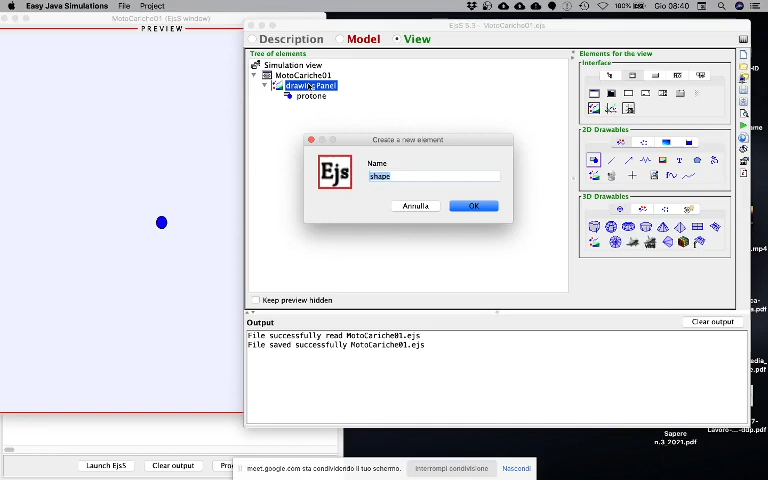 Easy Java Simulations File Project
100% Gio 08:40
MotoCariche01 (EjsS window)
PREVIEW
EjsS 5.3 - MotoCariche01.ejs
Description Model View
Tree of elements
Elements for the view
Simulation view
MotoCariche01
drawingPanel
protone
Interface
2D Drawables
3D Drawables
Create a new element
Ejs
Name
shape
Annulla OK
Keep preview hidden
Output
Clear output
File successfully read MotoCariche01.ejs
File saved successfully MotoCariche01.ejs
.mp4
Sapere
n.3_2021.pdf
Launch EjsS Clear output
meet.google.com sta condividendo il tuo schermo. Interrompi condivisione Nascondi